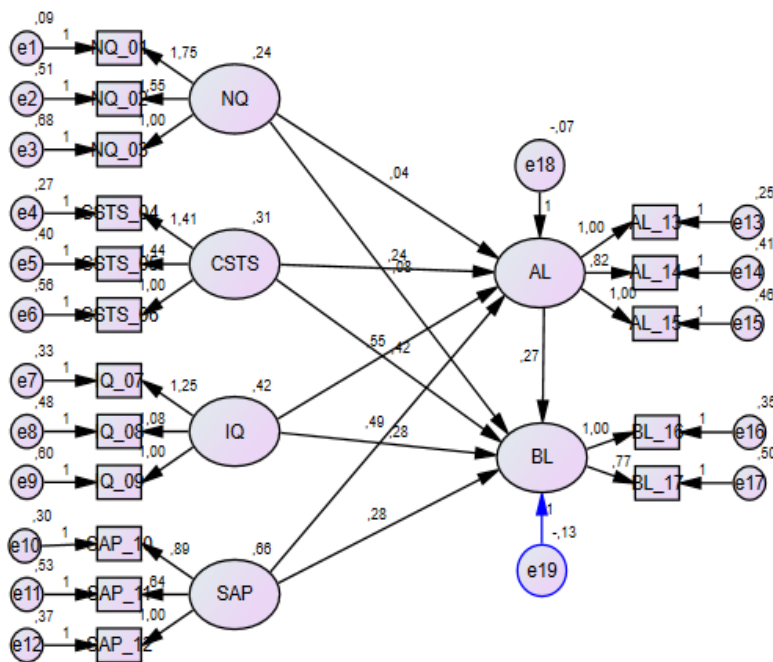 ,09
e1 1 NQ_01 1,75 ,24
,51
e2 1 NQ_02 1,55 NQ
,68
e3 1 NQ_03 1,00
-,07
e18
,04
1
,27
e4 1 CSTS_04 1,41 ,31
,40
e5 1 ,44 CSTS ,24 ,08
,56
e6 1 CSTS_06 1,00
,25
AL 1,00 AL_13 1 e13
,41
,82 AL_14 1 e14
,46
1,00 AL_15 1 e15
,33
e7 1 Q_07 1,25 ,42
,48
e8 1 Q_08 ,08 IQ
,60
e9 1 Q_09 1,00
,55 ,42
,27
,49 ,28
,35
BL 1,00 BL_16 1 e16
,50
,77 BL_17 1 e17
,30
e10 1 SAP_10 ,89 ,66
,53
e11 1 SAP_11 ,64 SAP
,37
e12 1 SAP_12 1,00
,28
1
-,13
e19